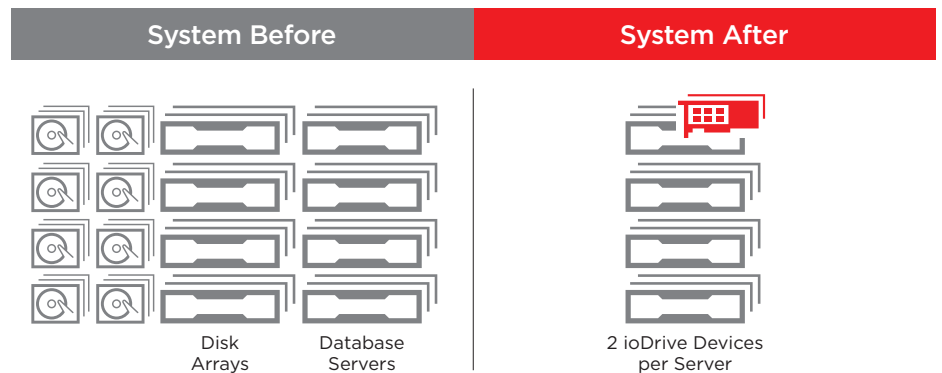 System Before
System After
Disk
Arrays
Database
Servers
2 ioDrive Devices
per Server